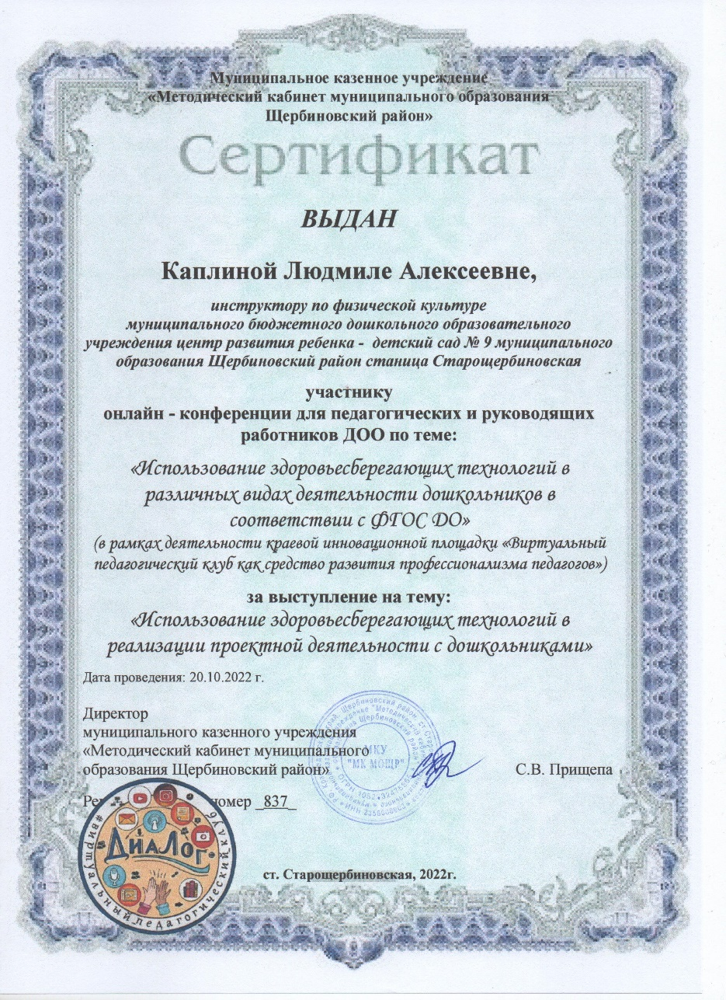 Муниципальное казенное учреждение
«Методический кабинет муниципального образования
Щербиновский район»
Сертификат
ВЫДАН
Каплиной Людмиле Алексеевне,
инструктору по физической культуре
муниципального бюджетного дошкольного образовательного
учреждения центр развития ребенка - детский сад № 9 муниципального
образования Щербиновский район станица Старощербиновская
участнику
онлайн - конференции для педагогических и руководящих
работников ДОО по теме:
«Использование здоровьесберегающих технологий в
различных видах деятельности дошкольников в
соответствии с ФГОС ДО»
(в рамках деятельности краевой инновационной площадки «Виртуальный
педагогический клуб как средство развития профессионализма педагогов»)
за выступление на тему:
«Использование здоровьесберегающих технологий в
реализации проектной деятельности с дошкольниками»
Дата проведения: 20.10.2022 г.
Директор
муниципального казенного учреждения
«Методический кабинет муниципального
образования Щербиновский район»
С.В. Прищепа
МКУ
"МК МОЩР"
номер _837_
ДиаЛог
#виртуальный_педагогический_клуб
ст. Старощербиновская, 2022г.